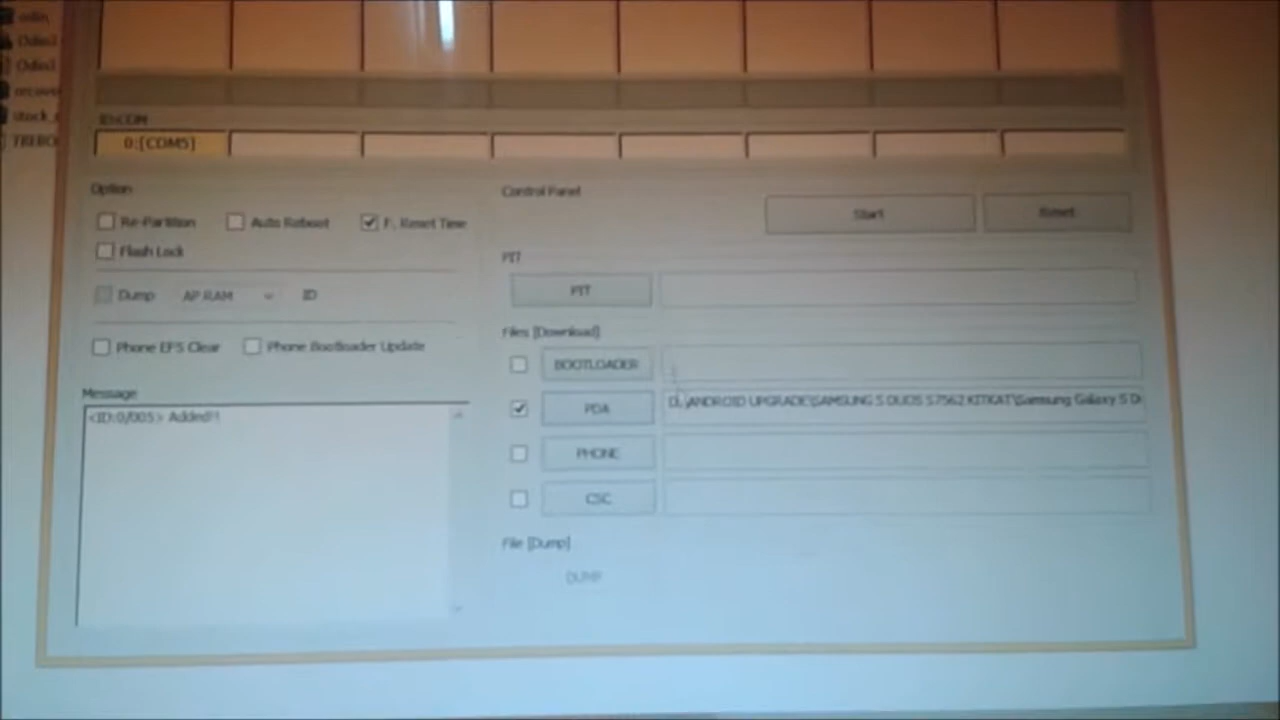 odin
ID:COM
0:[COM5]
Option
Control Panel
Start
Reset
Re-Partition
Auto Reboot
F. Reset Time
Flash Lock
PIT
PIT
Dump
AP RAM
ID
Files [Download]
Phone EFS Clear
Phone Bootloader Update
BOOTLOADER
Message
<ID:0/005> Added!!
PDA
D:\ANDROID UPGRADE\SAMSUNG S DUOS S7562 KITKAT\Samsung Galaxy S D
PHONE
CSC
File [Dump]
DUMP